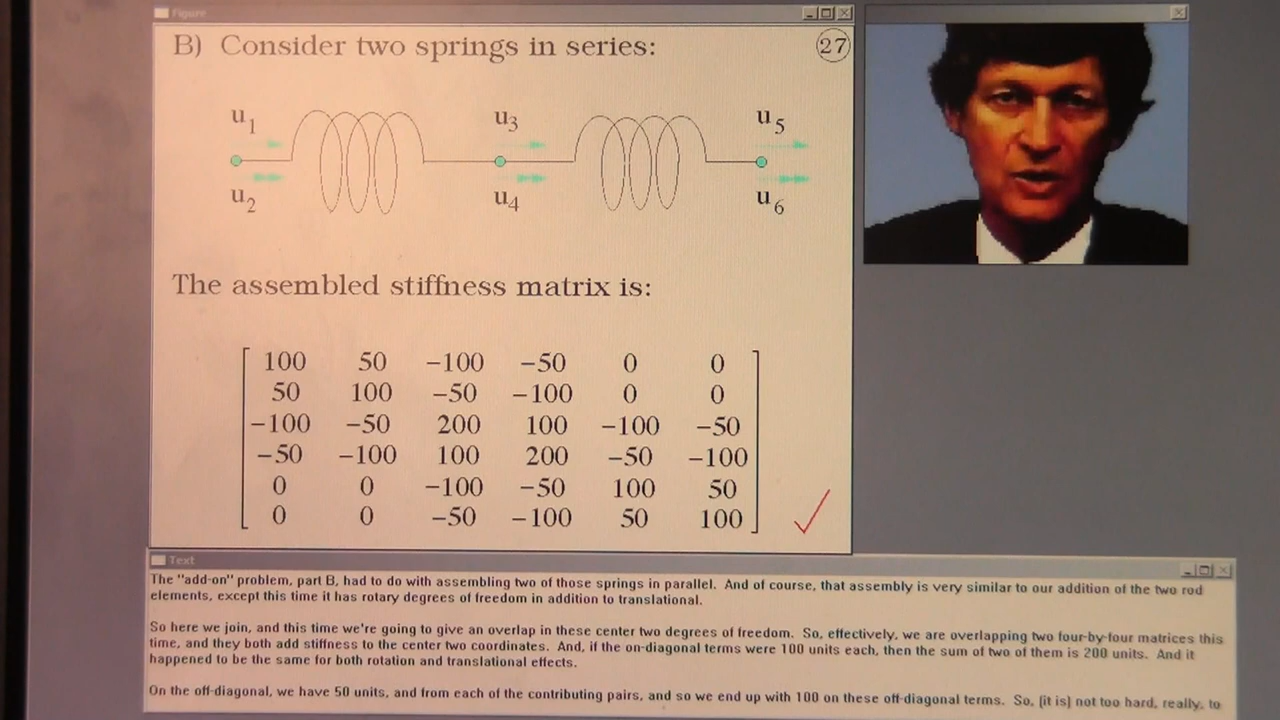 Figure
B) Consider two springs in series:
27
u1 u3 u5
u2 u4 u6
The assembled stiffness matrix is:
100 50 −100 −50 0 0
50 100 −50 −100 0 0
−100 −50 200 100 −100 −50
−50 −100 100 200 −50 −100
0 0 −100 −50 100 50
0 0 −50 −100 50 100
Text
The "add-on" problem, part B, had to do with assembling two of those springs in parallel. And of course, that assembly is very similar to our addition of the two rod
elements, except this time it has rotary degrees of freedom in addition to translational.
So here we join, and this time we're going to give an overlap in these center two degrees of freedom. So, effectively, we are overlapping two four-by-four matrices this
time, and they both add stiffness to the center two coordinates. And, if the on-diagonal terms were 100 units each, then the sum of two of them is 200 units. And it
happened to be the same for both rotation and translational effects.
On the off-diagonal, we have 50 units, and from each of the contributing pairs, and so we end up with 100 on these off-diagonal terms. So, (it is) not too hard, really, to